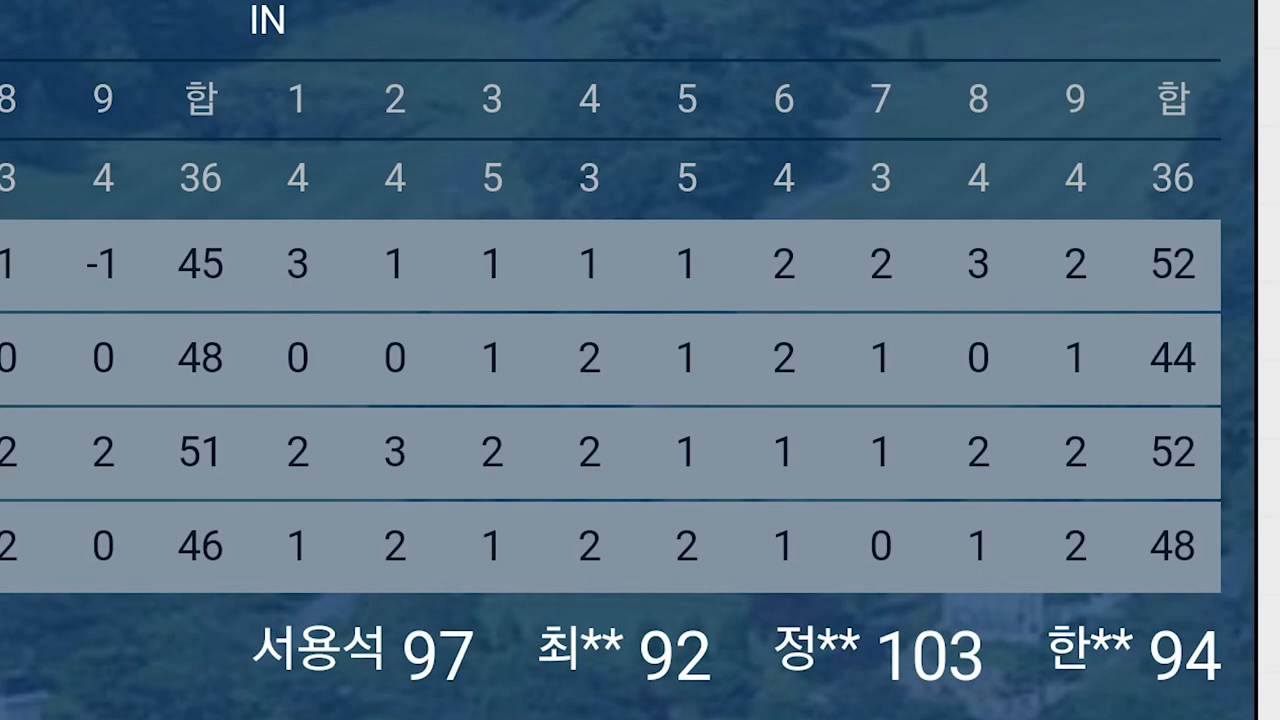 IN
8 9 합 1 2 3 4 5 6 7 8 9 합
3 4 36 4 4 5 3 5 4 3 4 4 36
1 -1 45 3 1 1 1 1 2 2 3 2 52
0 0 48 0 0 1 2 1 2 1 0 1 44
2 2 51 2 3 2 2 1 1 1 2 2 52
2 0 46 1 2 1 2 2 1 0 1 2 48
서용석 97 최** 92 정** 103 한** 94